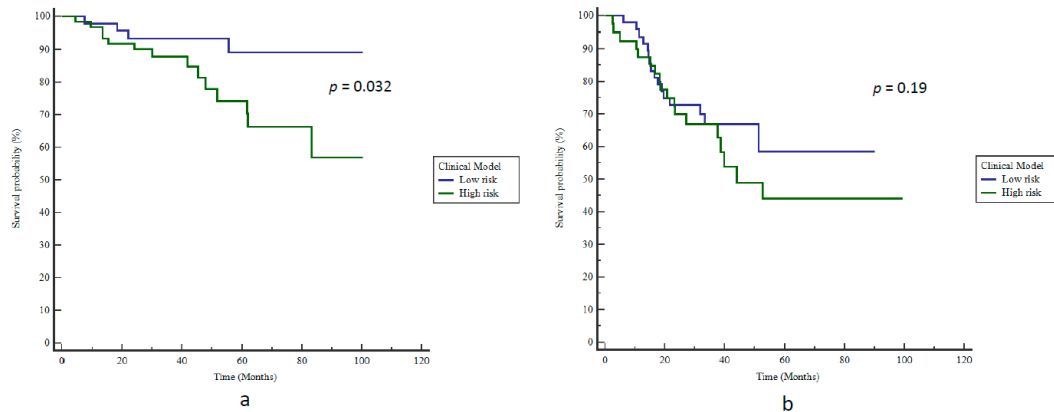 100
90
80
70
60
50
40
30
20
10
0
Survival probability (%)
p = 0.032
Clinical Model
Low risk
High risk
0 20 40 60 80 100 120
Time (Months)
a
100
90
80
70
60
50
40
30
20
10
0
Survival probability (%)
p = 0.19
Clinical Model
Low risk
High risk
0 20 40 60 80 100 120
Time (Months)
b